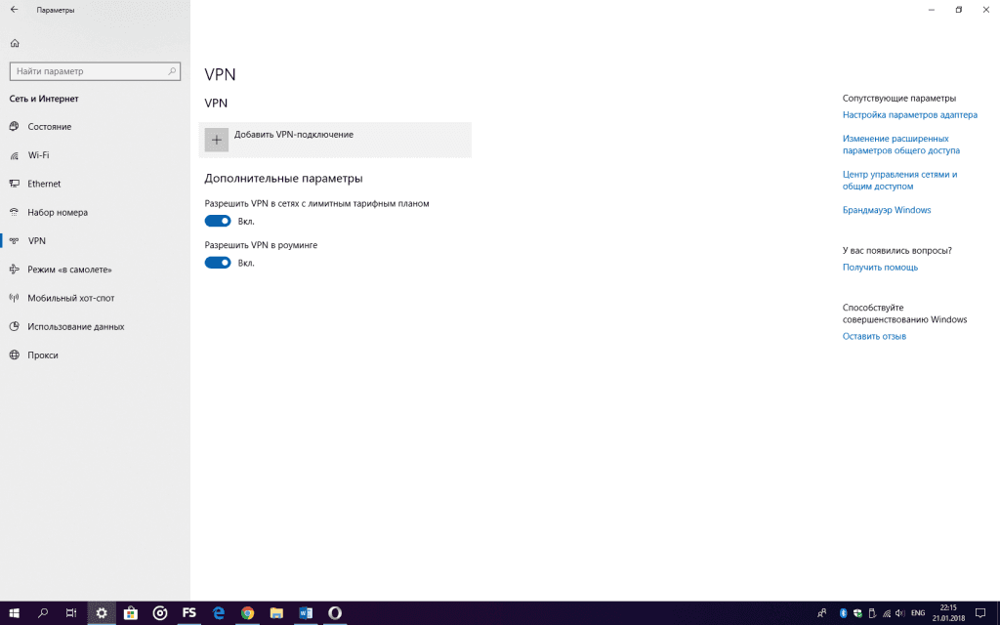 Параметры
Найти параметр
Сеть и Интернет
Состояние
Wi-Fi
Ethernet
Набор номера
VPN
Режим «в самолете»
Мобильный хот-спот
Использование данных
Прокси
VPN
VPN
Добавить VPN-подключение
Дополнительные параметры
Разрешить VPN в сетях с лимитным тарифным планом
Вкл.
Разрешить VPN в роуминге
Вкл.
Сопутствующие параметры
Настройка параметров адаптера
Изменение расширенных
параметров общего доступа
Центр управления сетями и
общим доступом
Брандмауэр Windows
У вас появились вопросы?
Получить помощь
Способствуйте
совершенствованию Windows
Оставить отзыв
FS
ENG
22:15
21.01.2018